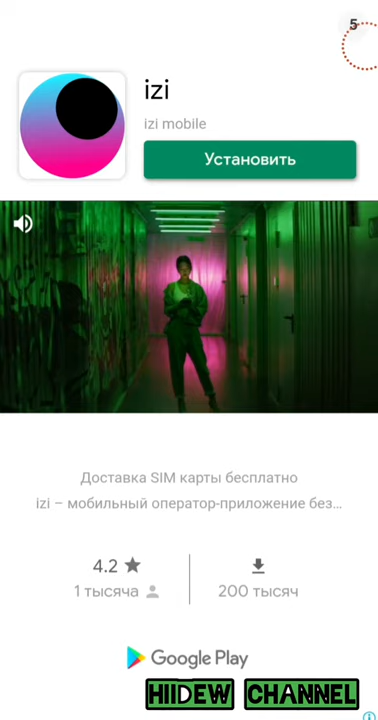 5
izi
izi mobile
Установить
Доставка SIM карты бесплатно
izi – мобильный оператор-приложение без...
4.2
1 тысяча
200 тысяч
Google Play
HIIDEW CHANNEL